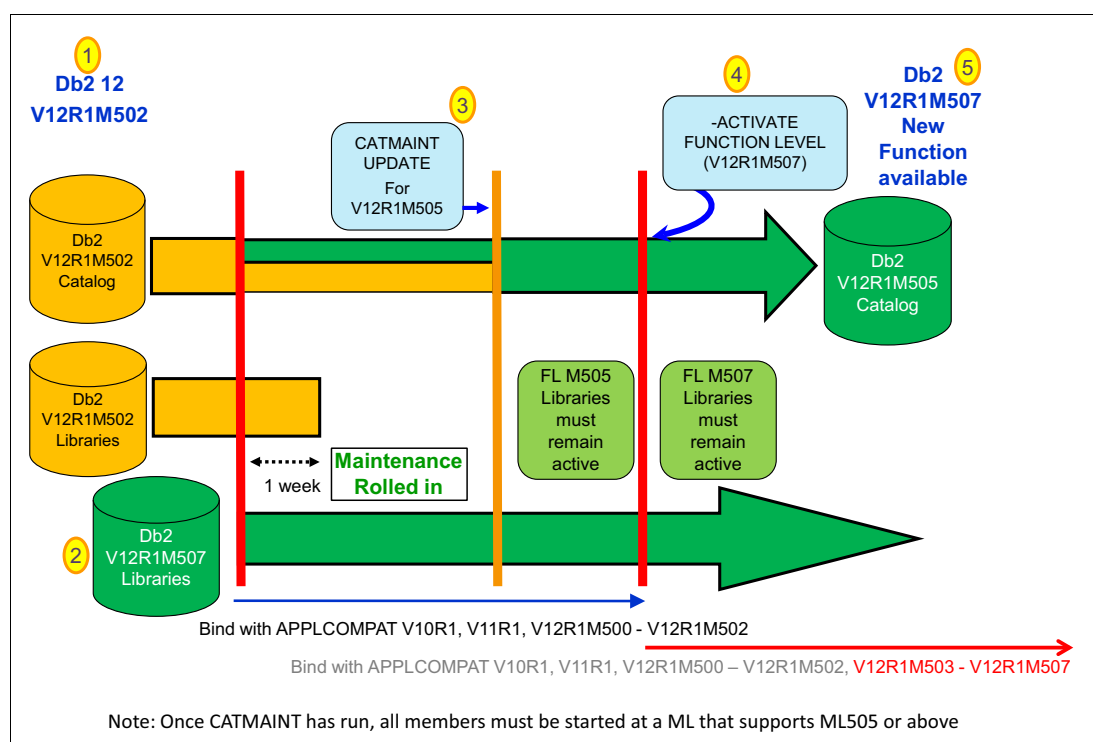 1
Db2 12
V12R1M502
3
CATMAINT
UPDATE
For
V12R1M505
4
-ACTIVATE
FUNCTION LEVEL
(V12R1M507)
Db2
5
V12R1M507
New
Function
available
Db2
V12R1M502
Catalog
Db2
V12R1M505
Catalog
Db2
V12R1M502
Libraries
FL M505
Libraries
must
remain
active
FL M507
Libraries
must
remain
active
1 week
Maintenance
Rolled in
2
Db2
V12R1M507
Libraries
Bind with APPLCOMPAT V10R1, V11R1, V12R1M500 - V12R1M502
Bind with APPLCOMPAT V10R1, V11R1, V12R1M500 – V12R1M502, V12R1M503 - V12R1M507
Note: Once CATMAINT has run, all members must be started at a ML that supports ML505 or above